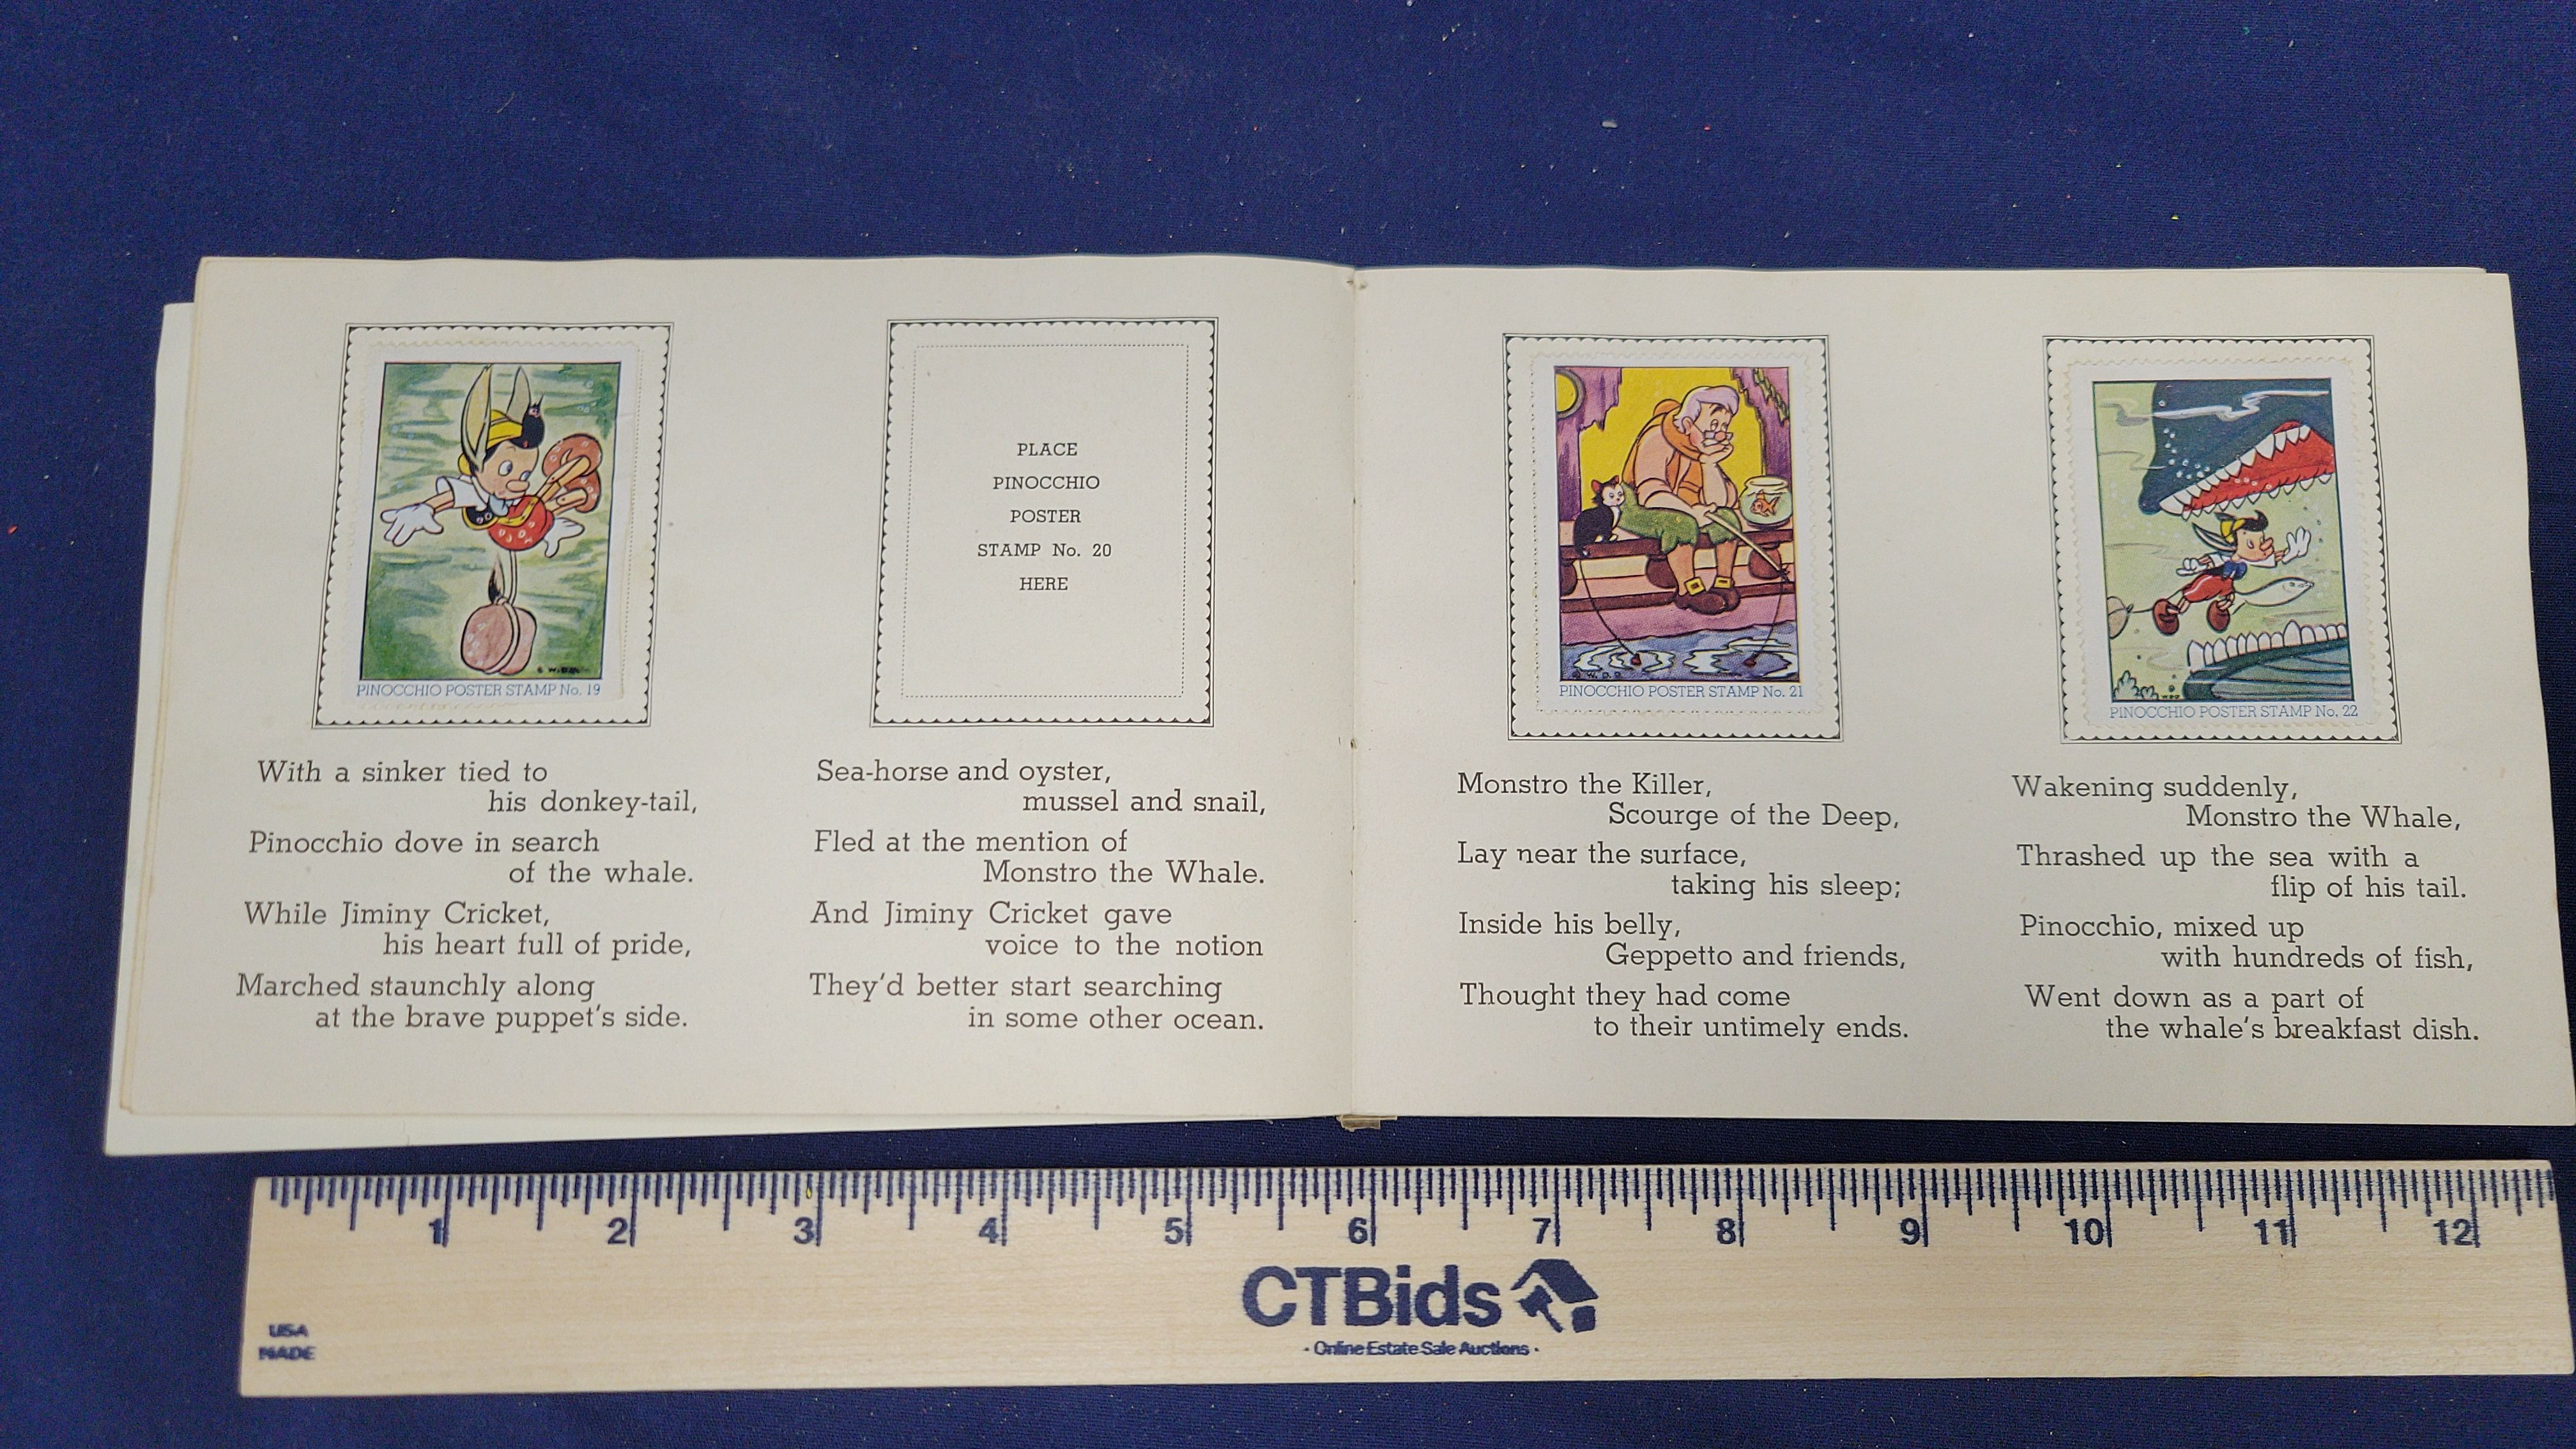 PINOCCHIO POSTER STAMP No. 19
With a sinker tied to
his donkey-tail,
Pinocchio dove in search
of the whale.
While Jiminy Cricket,
his heart full of pride,
Marched staunchly along
at the brave puppet's side.
PLACE
PINOCCHIO
POSTER
STAMP No. 20
HERE
Sea-horse and oyster,
mussel and snail,
Fled at the mention of
Monstro the Whale.
And Jiminy Cricket gave
voice to the notion
They'd better start searching
in some other ocean.
PINOCCHIO POSTER STAMP No. 21
Monstro the Killer,
Scourge of the Deep,
Lay near the surface,
taking his sleep;
Inside his belly,
Geppetto and friends,
Thought they had come
to their untimely ends.
PINOCCHIO POSTER STAMP No. 22
Wakening suddenly,
Monstro the Whale,
Thrashed up the sea with a
flip of his tail.
Pinocchio, mixed up
with hundreds of fish,
Went down as a part of
the whale's breakfast dish.
1 2 3 4 5 6 7 8 9 10 11 12
CTBids
· Online Estate Sale Auctions ·
USA
MADE